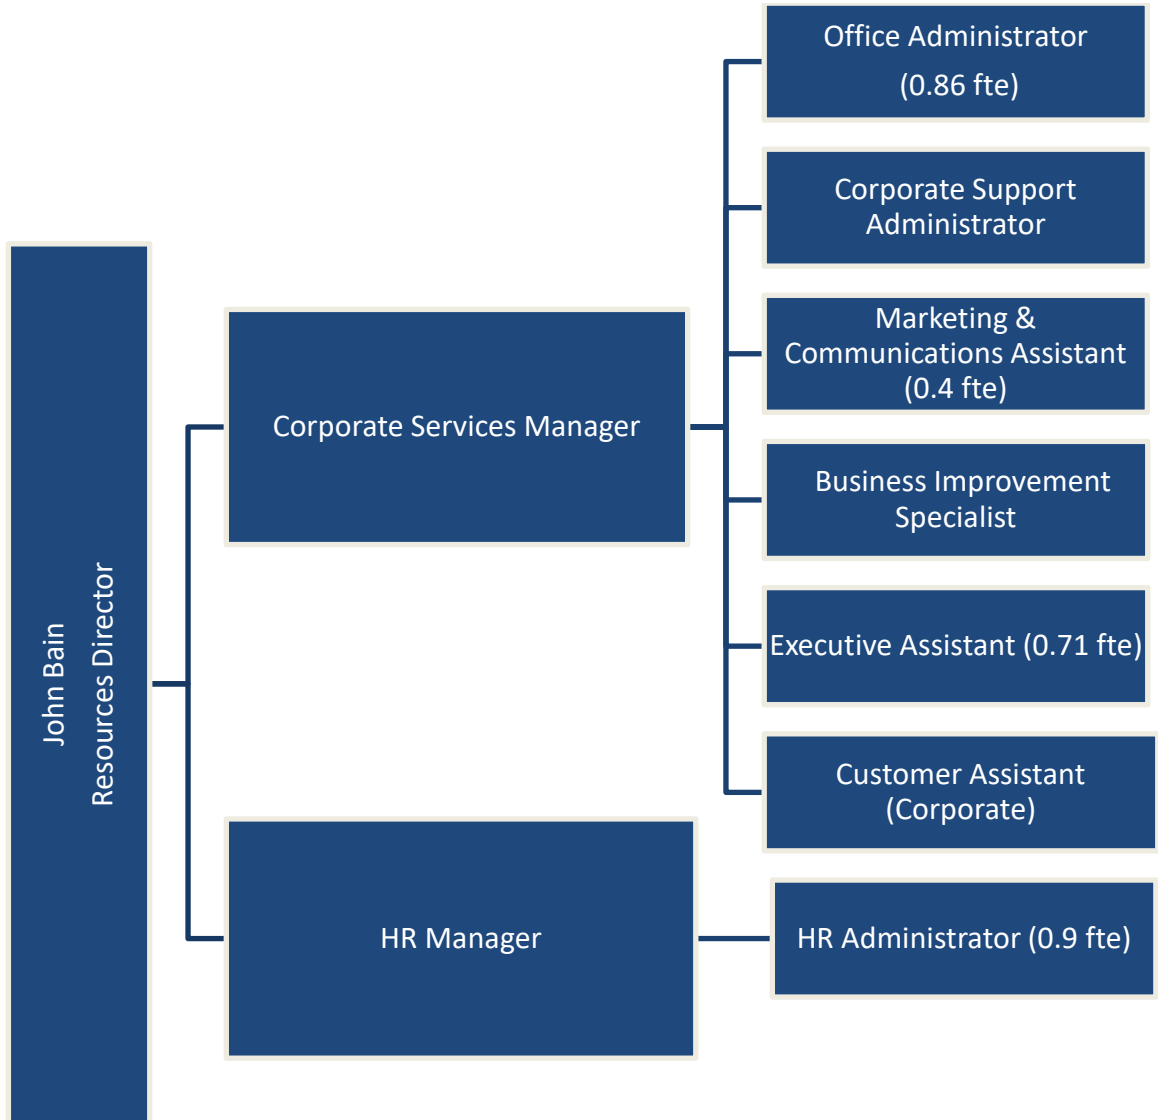 John Bain
Resources Director
Corporate Services Manager
HR Manager
Office Administrator
(0.86 fte)
Corporate Support
Administrator
Marketing &
Communications Assistant
(0.4 fte)
Business Improvement
Specialist
Executive Assistant (0.71 fte)
Customer Assistant
(Corporate)
HR Administrator (0.9 fte)